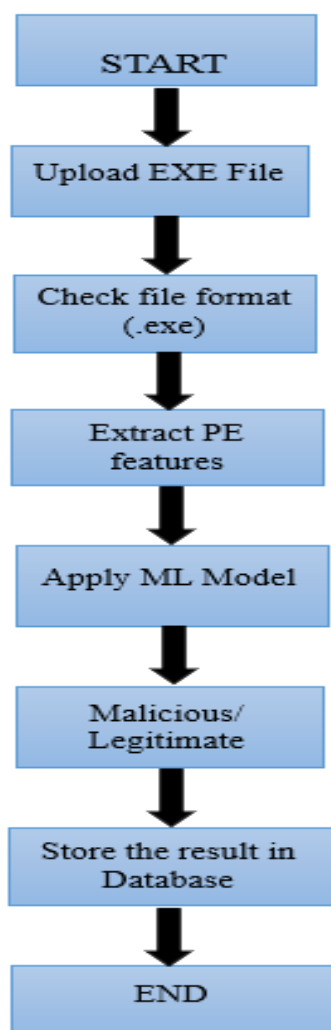 START
Upload EXE File
Check file format
(.exe)
Extract PE
features
Apply ML Model
Malicious/
Legitimate
Store the result in
Database
END